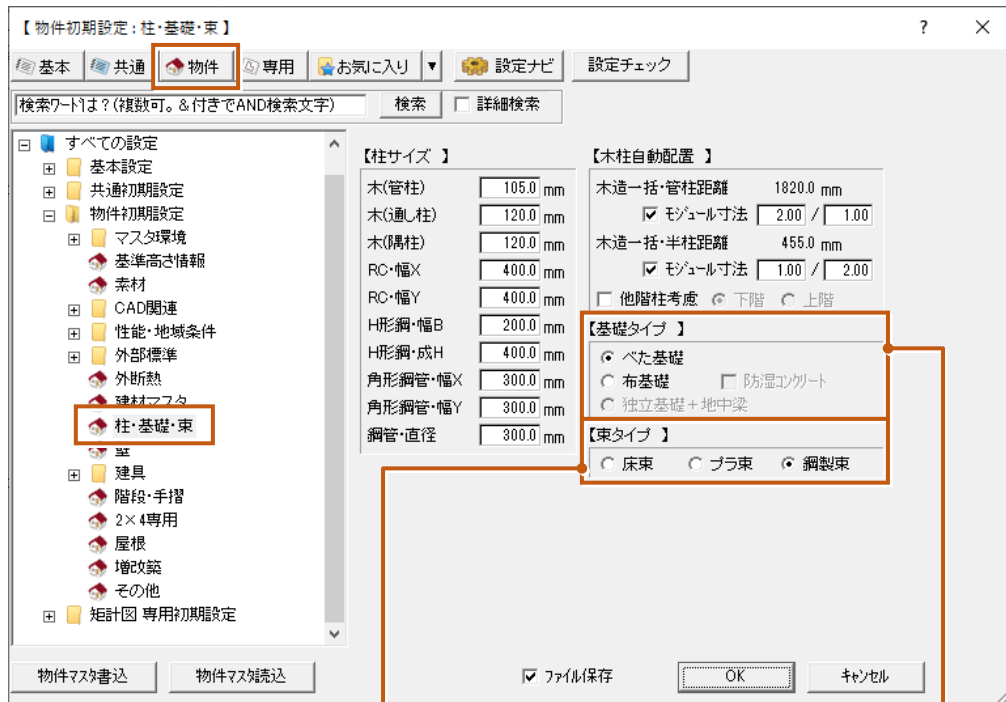 【 物件初期設定：柱・基礎・束 】
? ×
基本 共通 物件 専用 お気に入り ▼ 設定ナビ 設定チェック
検索ワードは？(複数可。&付きでAND検索文字) 検索 詳細検索
すべての設定
基本設定
共通初期設定
物件初期設定
マスタ環境
基準高さ情報
素材
CAD関連
性能・地域条件
外部標準
外断熱
建材マスタ
柱・基礎・束
壁
建具
階段・手摺
2×4専用
屋根
増改築
その他
矩計図 専用初期設定
【柱サイズ 】
木(管柱) 105.0 mm
木(通し柱) 120.0 mm
木(隅柱) 120.0 mm
RC・幅X 400.0 mm
RC・幅Y 400.0 mm
H形鋼・幅B 200.0 mm
H形鋼・成H 400.0 mm
角形鋼管・幅X 300.0 mm
角形鋼管・幅Y 300.0 mm
鋼管・直径 300.0 mm
【木柱自動配置 】
木造一括・管柱距離 1820.0 mm
モジュール寸法 2.00 / 1.00
木造一括・半柱距離 455.0 mm
モジュール寸法 1.00 / 2.00
他階柱考慮 下階 上階
【基礎タイプ 】
べた基礎
布基礎 防湿コンクリート
独立基礎＋地中梁
【束タイプ 】
床束 プラ束 鋼製束
物件マスタ書込 物件マスタ読込 ファイル保存 OK キャンセル